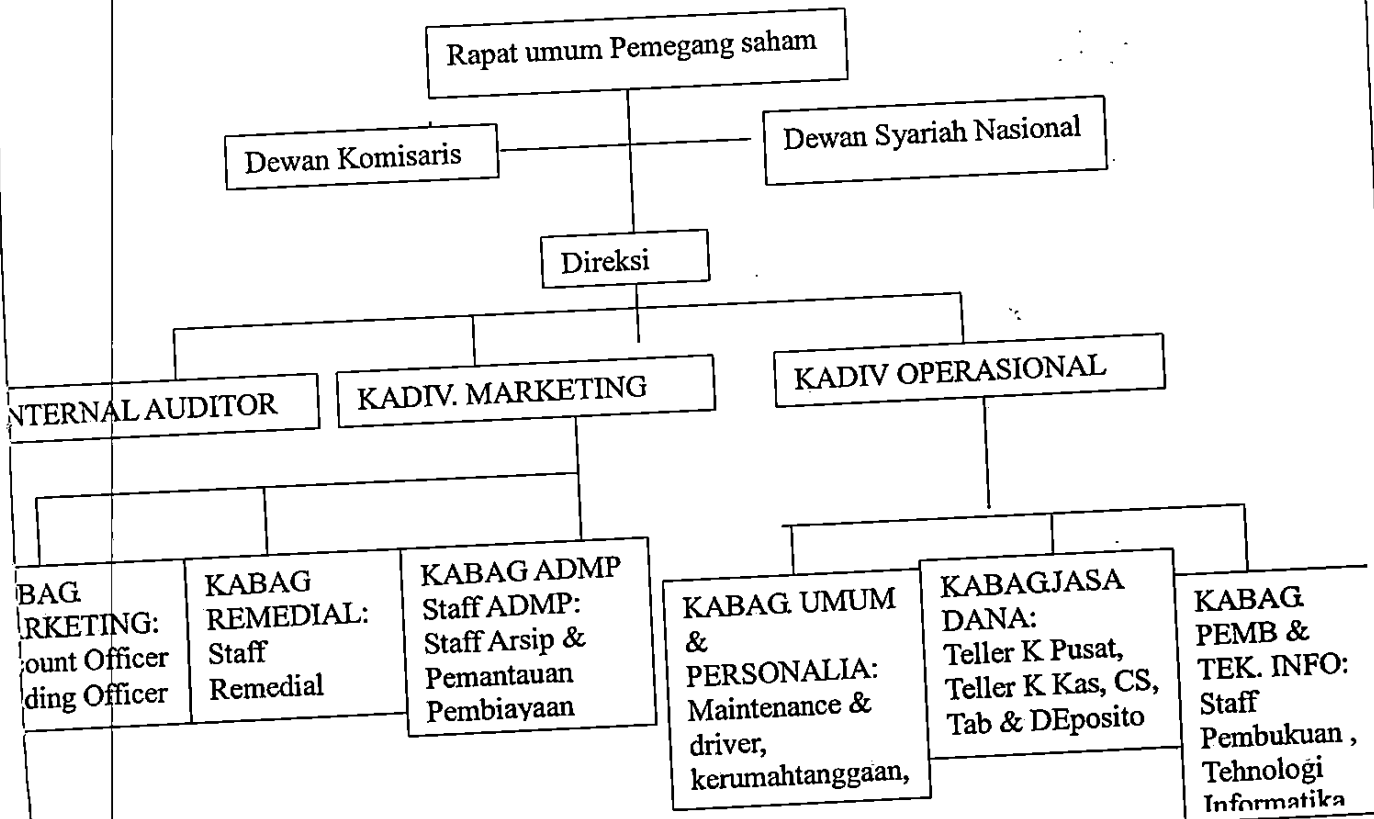 Rapat umum Pemegang saham
Dewan Komisaris
Dewan Syariah Nasional
Direksi
NTERNAL AUDITOR
KADIV. MARKETING
KADIV OPERASIONAL
BAG
RKETING:
ount Officer
ding Officer
KABAG
REMEDIAL:
Staff
Remedial
KABAG ADMP
Staff ADMP:
Staff Arsip &
Pemantauan
Pembiayaan
KABAG UMUM
&
PERSONALIA:
Maintenance &
driver,
kerumahtanggaan,
KABAGJASA
DANA:
Teller K Pusat,
Teller K Kas, CS,
Tab & DEposito
KABAG
PEMB &
TEK. INFO:
Staff
Pembukuan ,
Tehnologi
Informatika